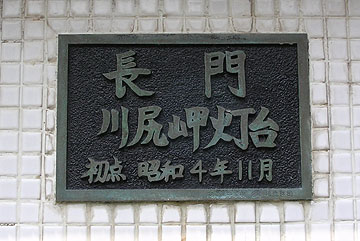 長門
川尻岬灯台
初点 昭和4年11月